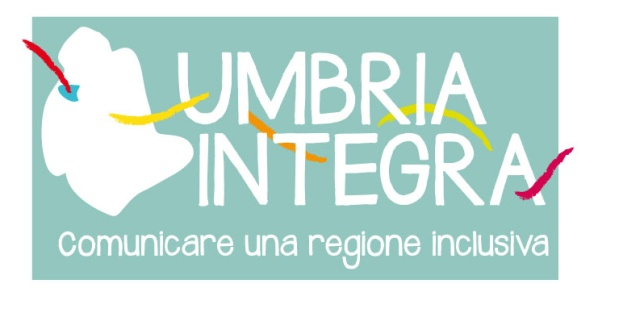 UMBRIA
INTEGRA
Comunicare una regione inclusiva